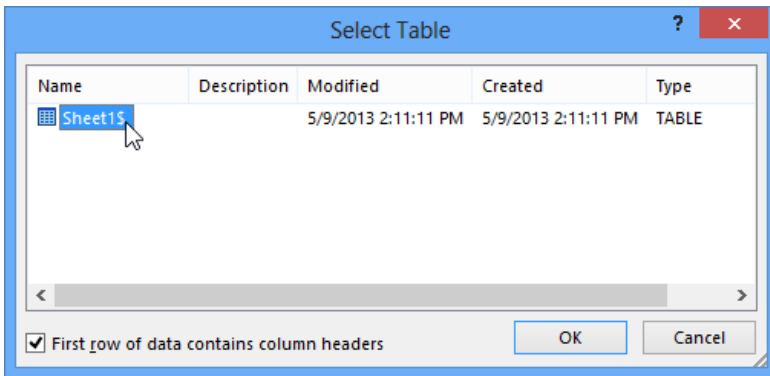 Select Table
?
Name Description Modified Created Type
Sheet1$ 5/9/2013 2:11:11 PM 5/9/2013 2:11:11 PM TABLE
First row of data contains column headers OK Cancel